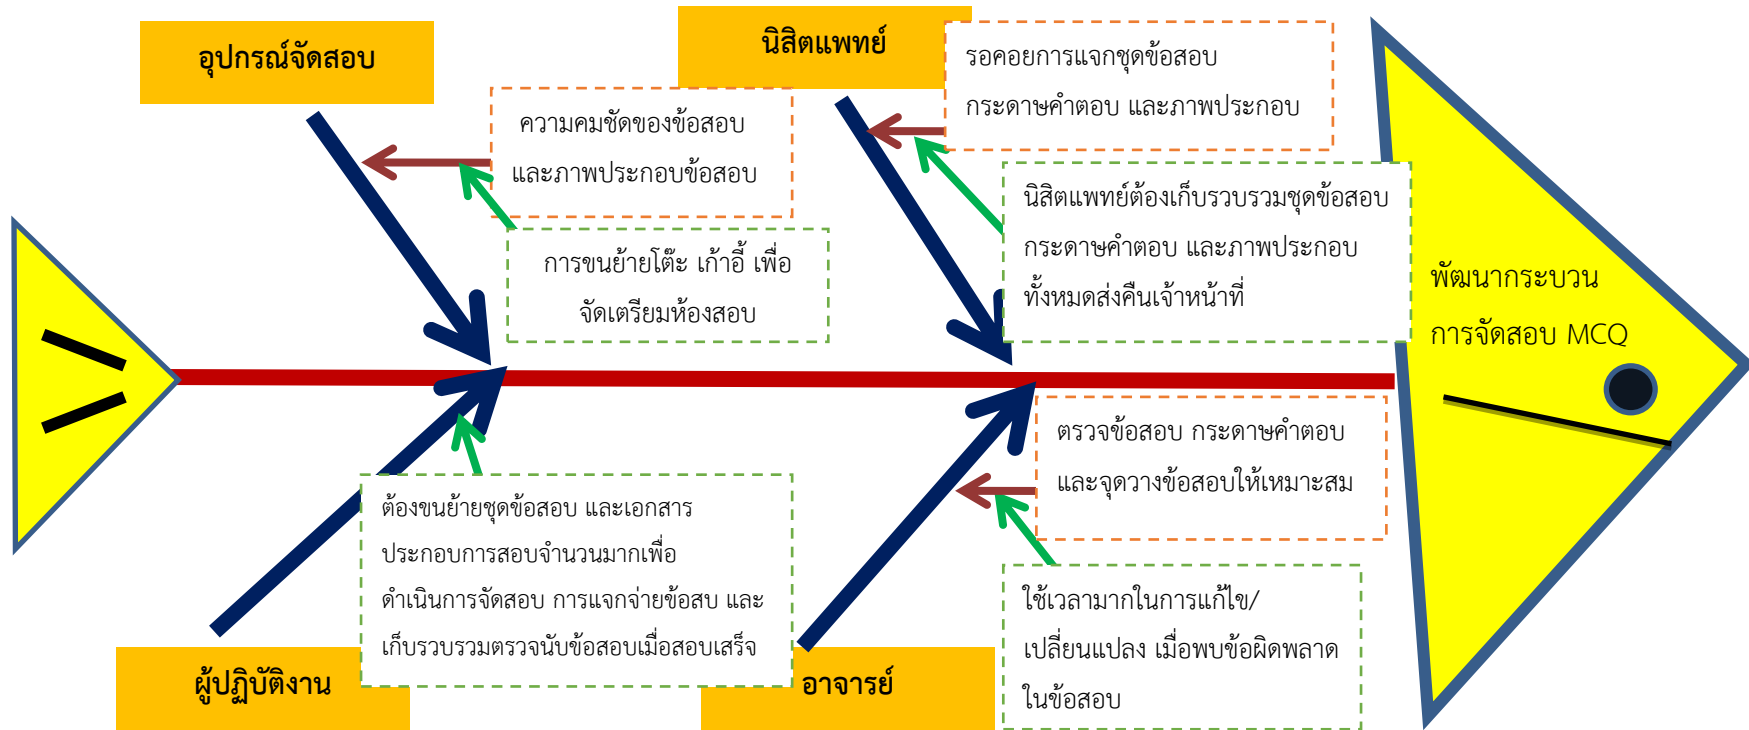 อุปกรณ์จัดสอบ
ความคมชัดของข้อสอบ
และภาพประกอบข้อสอบ
การขนย้ายโต๊ะ เก้าอี้ เพื่อ
จัดเตรียมห้องสอบ
นิสิตแพทย์
รอคอยการแจกชุดข้อสอบ
กระดาษคำตอบ และภาพประกอบ
นิสิตแพทย์ต้องเก็บรวบรวมชุดข้อสอบ
กระดาษคำตอบ และภาพประกอบ
ทั้งหมดส่งคืนเจ้าหน้าที่
พัฒนากระบวน
การจัดสอบ MCQ
ต้องขนย้ายชุดข้อสอบ และเอกสาร
ประกอบการสอบจำนวนมากเพื่อ
ดำเนินการจัดสอบ การแจกจ่ายข้อสบ และ
เก็บรวบรวมตรวจนับข้อสอบเมื่อสอบเสร็จ
ผู้ปฏิบัติงาน
ตรวจข้อสอบ กระดาษคำตอบ
และจุดวางข้อสอบให้เหมาะสม
ใช้เวลามากในการแก้ไข/
เปลี่ยนแปลง เมื่อพบข้อผิดพลาด
ในข้อสอบ
อาจารย์